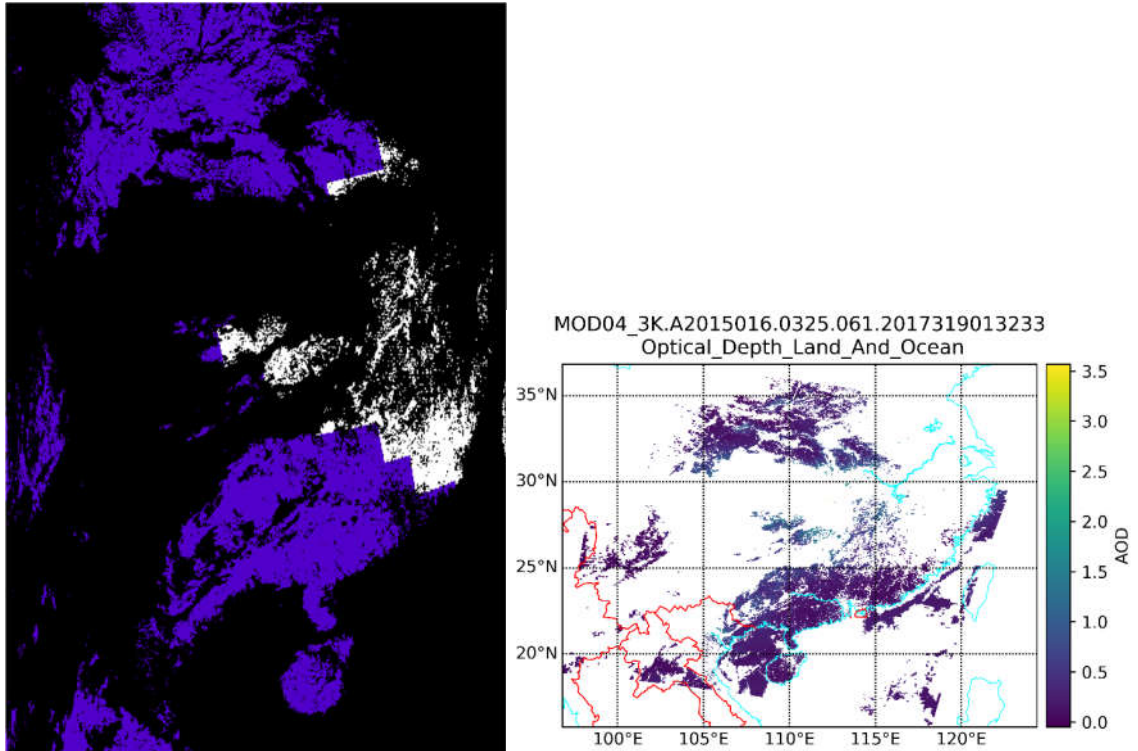 MOD04_3K.A2015016.0325.061.2017319013233
Optical_Depth_Land_And_Ocean
35°N
30°N
25°N
20°N
100°E 105°E 110°E 115°E 120°E
3.5
3.0
2.5
2.0
1.5
1.0
0.5
0.0
AOD